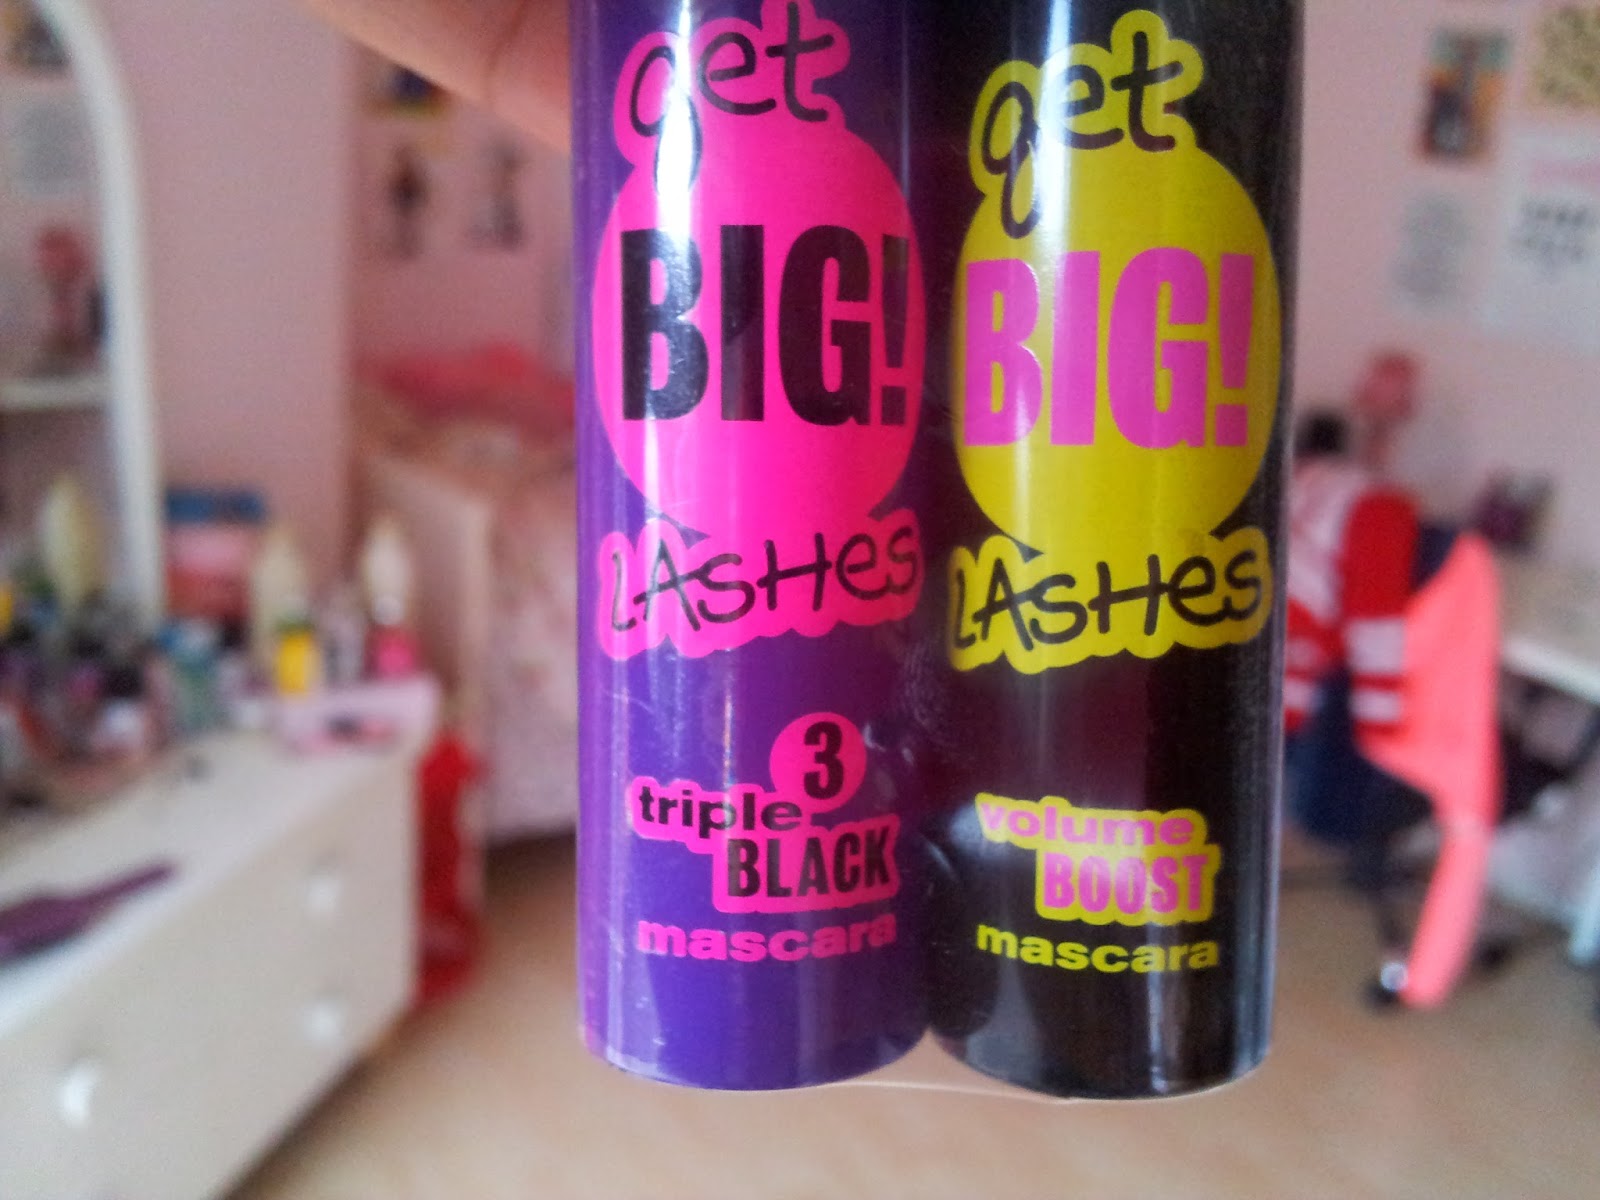 get
BIG!
LAsHes
3
triple
BLACK
mascara
get
BIG!
LAsHes
volume
BOOST
mascara